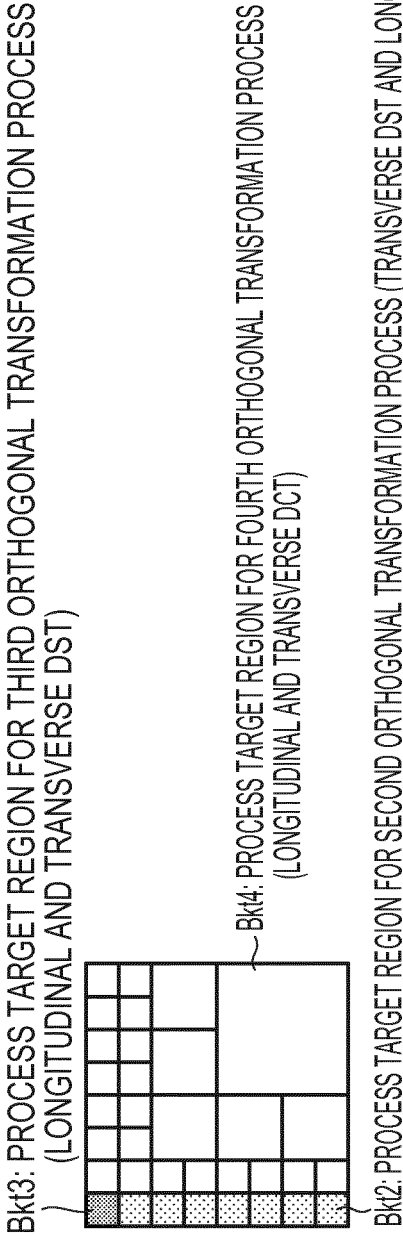 Bkt3: PROCESS TARGET REGION FOR THIRD ORTHOGONAL TRANSFORMATION PROCESS
(LONGITUDINAL AND TRANSVERSE DST)
Bkt4: PROCESS TARGET REGION FOR FOURTH ORTHOGONAL TRANSFORMATION PROCESS
(LONGITUDINAL AND TRANSVERSE DCT)
Bkt2: PROCESS TARGET REGION FOR SECOND ORTHOGONAL TRANSFORMATION PROCESS (TRANSVERSE DST AND